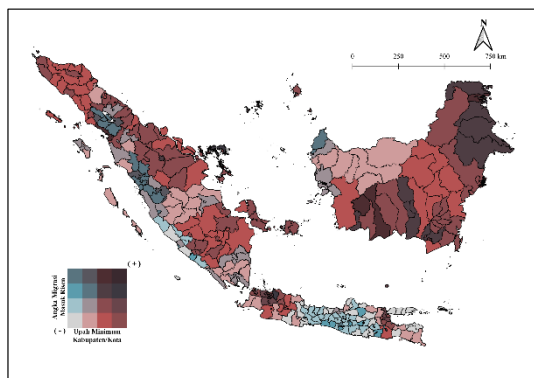 N
0 250 500 750 km
(+)
Angka Migrasi
Masuk Risen
(-)
Upah Minimum
Kabupaten/Kota